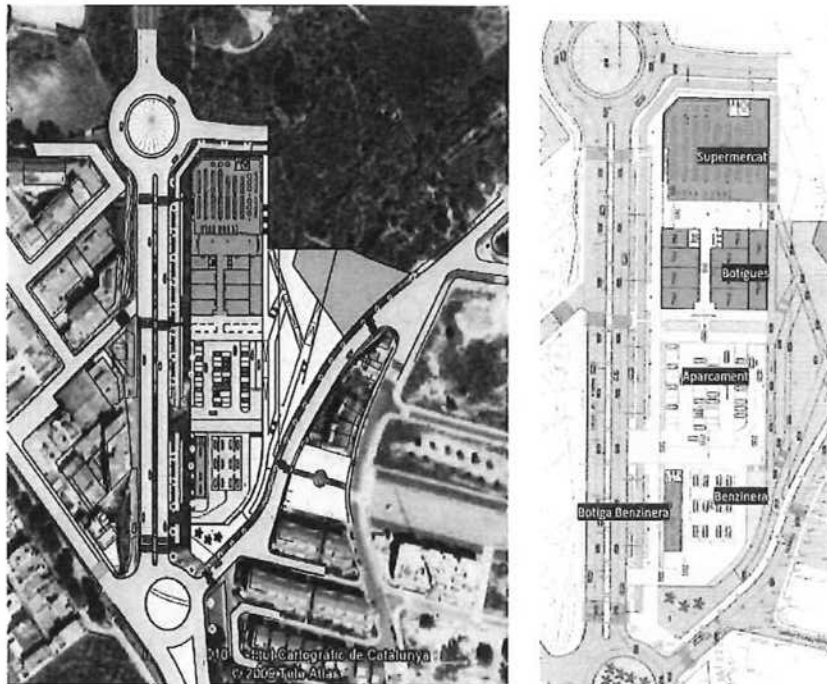 Supermercat
Botigues
Aparcament
Benzinera
Botiga Benzinera
Institut Cartogràfic de Catalunya
© 2009 Tele Atlas